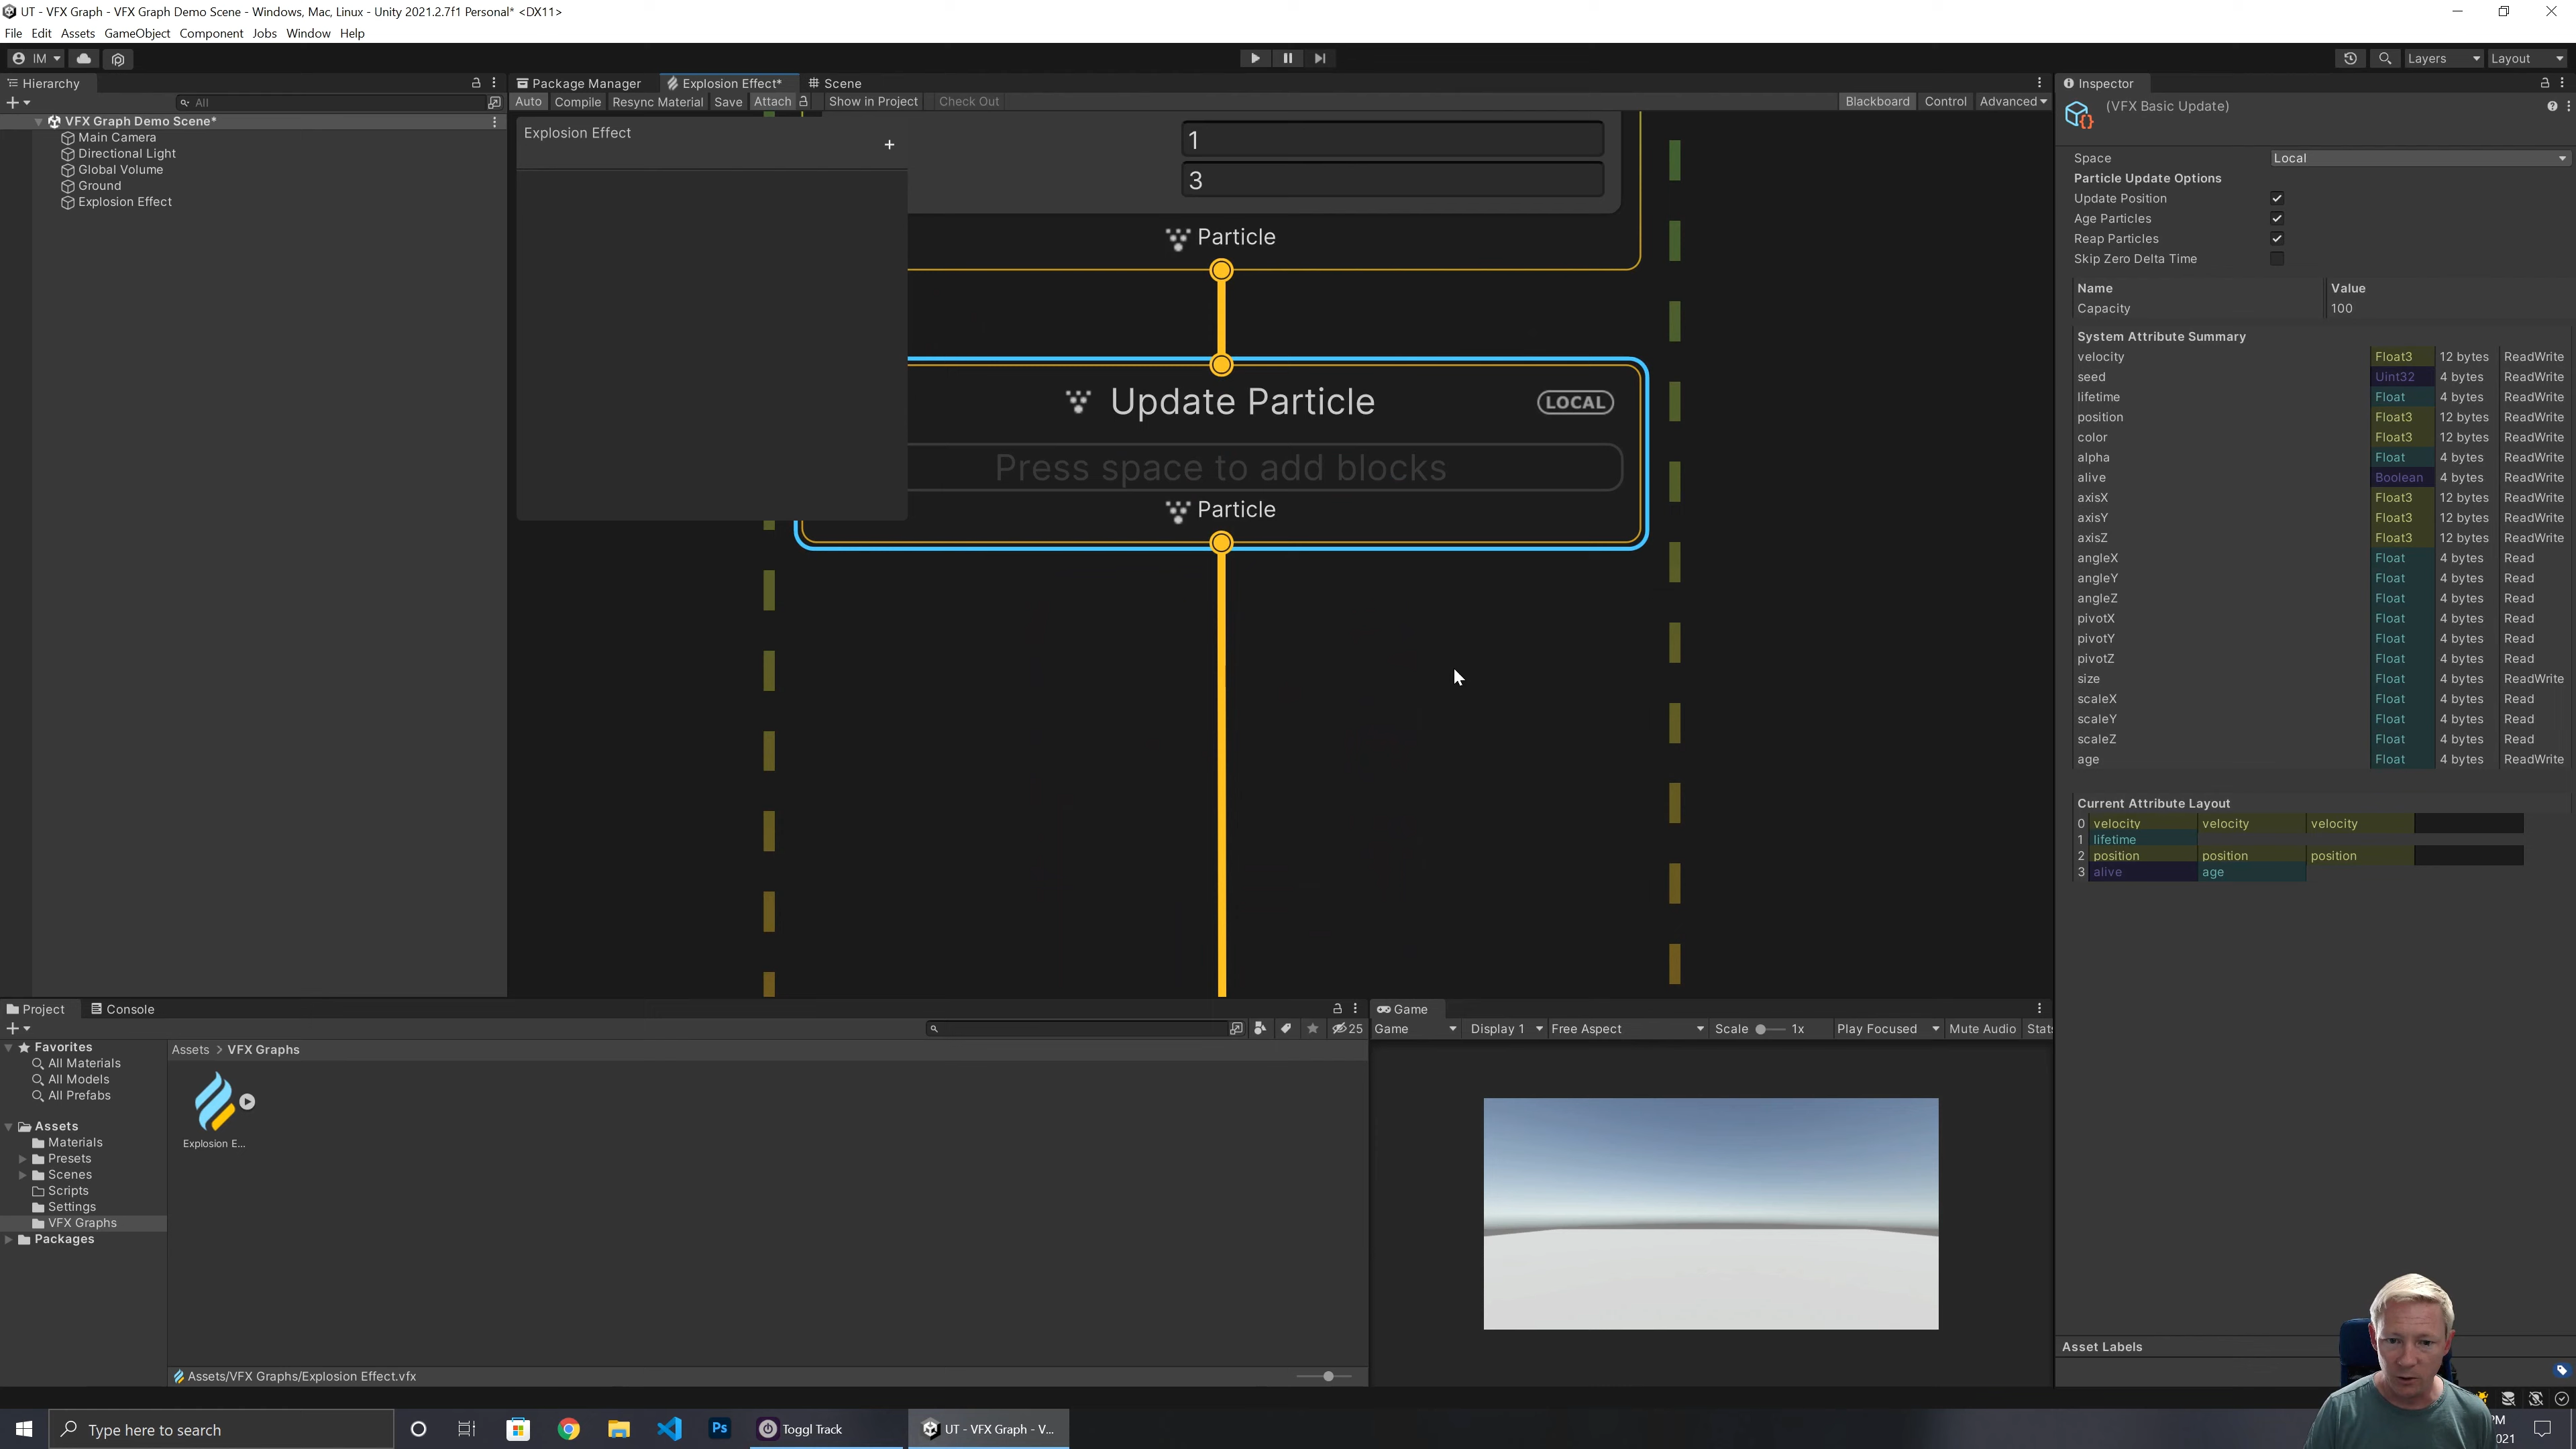 UT - VFX Graph - VFX Graph Demo Scene - Windows, Mac, Linux - Unity 2021.2.7f1 Personal* <DX11>
File Edit Assets GameObject Component Jobs Window Help
IM Layers Layout
Hierarchy
All
VFX Graph Demo Scene*
Main Camera
Directional Light
Global Volume
Ground
Explosion Effect
Package Manager Explosion Effect* Scene
Auto Compile Resync Material Save Attach Show in Project Check Out Blackboard Control Advanced
Explosion Effect
+
1
3
Particle
Update Particle LOCAL
Press space to add blocks
Particle
Inspector
(VFX Basic Update)
Space Local
Particle Update Options
Update Position
Age Particles
Reap Particles
Skip Zero Delta Time
Name Value
Capacity 100
System Attribute Summary
velocity Float3 12 bytes ReadWrite
seed Uint32 4 bytes ReadWrite
lifetime Float 4 bytes ReadWrite
position Float3 12 bytes ReadWrite
color Float3 12 bytes ReadWrite
alpha Float 4 bytes ReadWrite
alive Boolean 4 bytes ReadWrite
axisX Float3 12 bytes ReadWrite
axisY Float3 12 bytes ReadWrite
axisZ Float3 12 bytes ReadWrite
angleX Float 4 bytes Read
angleY Float 4 bytes Read
angleZ Float 4 bytes Read
pivotX Float 4 bytes Read
pivotY Float 4 bytes Read
pivotZ Float 4 bytes Read
size Float 4 bytes ReadWrite
scaleX Float 4 bytes Read
scaleY Float 4 bytes Read
scaleZ Float 4 bytes Read
age Float 4 bytes ReadWrite
Current Attribute Layout
0 velocity velocity velocity
1 lifetime
2 position position position
3 alive age
Asset Labels
Project Console
25
Favorites
All Materials
All Models
All Prefabs
Assets
Materials
Presets
Scenes
Scripts
Settings
VFX Graphs
Packages
Assets > VFX Graphs
Explosion E...
Assets/VFX Graphs/Explosion Effect.vfx
Game
Game Display 1 Free Aspect Scale 1x Play Focused Mute Audio Stats
Type here to search
Ps
Toggl Track
UT - VFX Graph - V...
PM
021